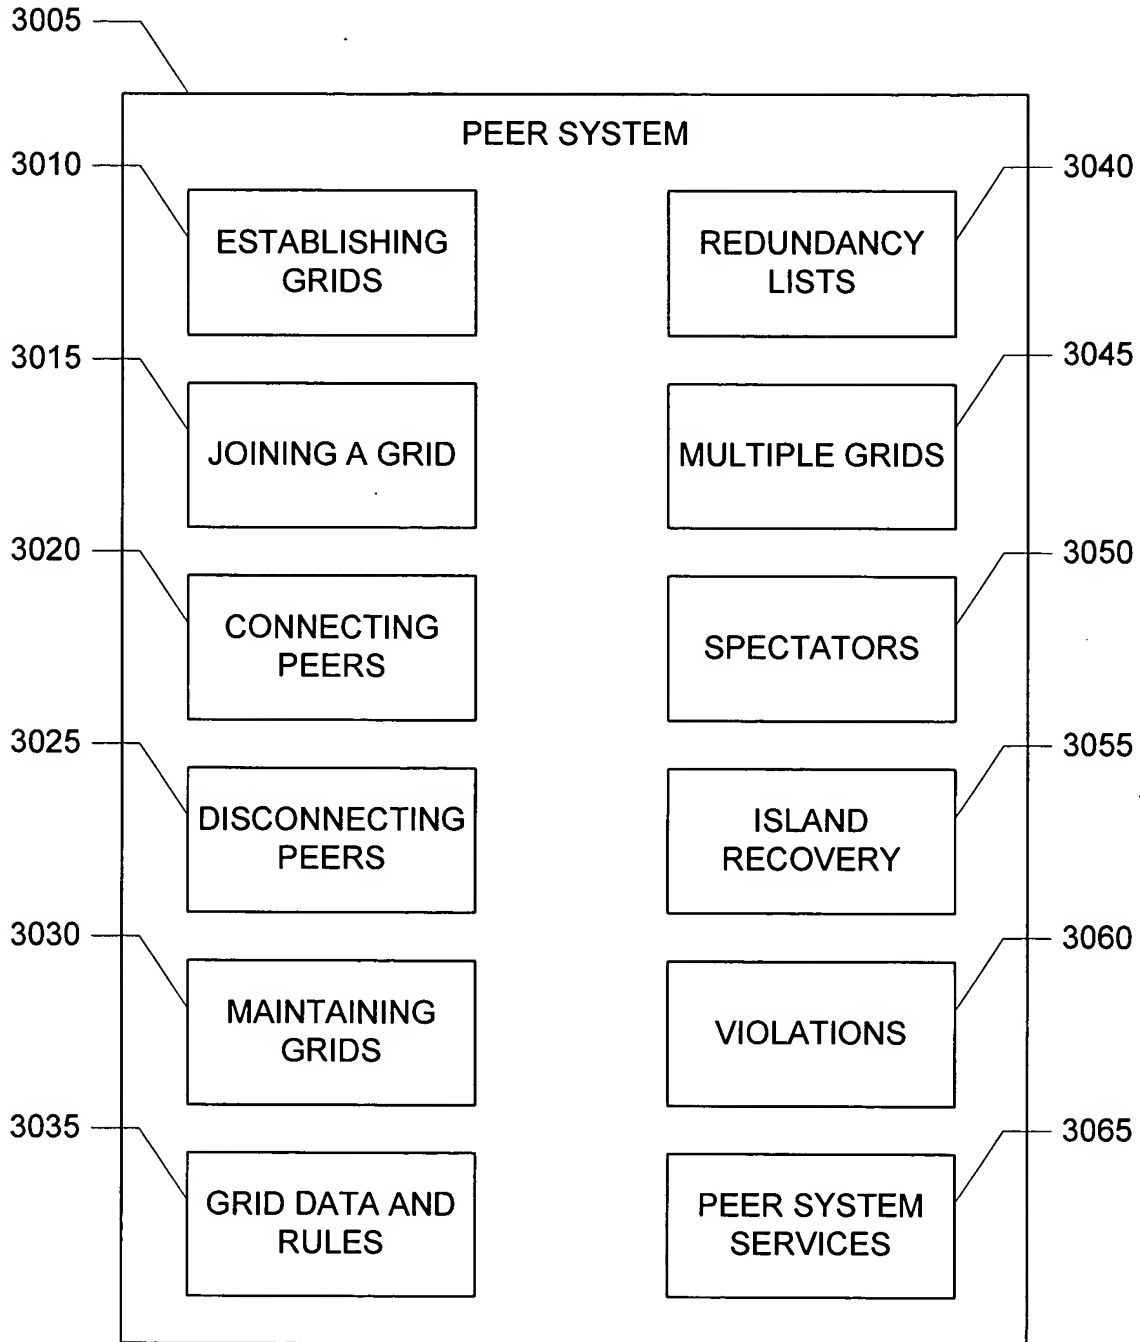 3005
PEER SYSTEM
3010
ESTABLISHING
GRIDS
3015
JOINING A GRID
3020
CONNECTING
PEERS
3025
DISCONNECTING
PEERS
3030
MAINTAINING
GRIDS
3035
GRID DATA AND
RULES
3040
REDUNDANCY
LISTS
3045
MULTIPLE GRIDS
3050
SPECTATORS
3055
ISLAND
RECOVERY
3060
VIOLATIONS
3065
PEER SYSTEM
SERVICES